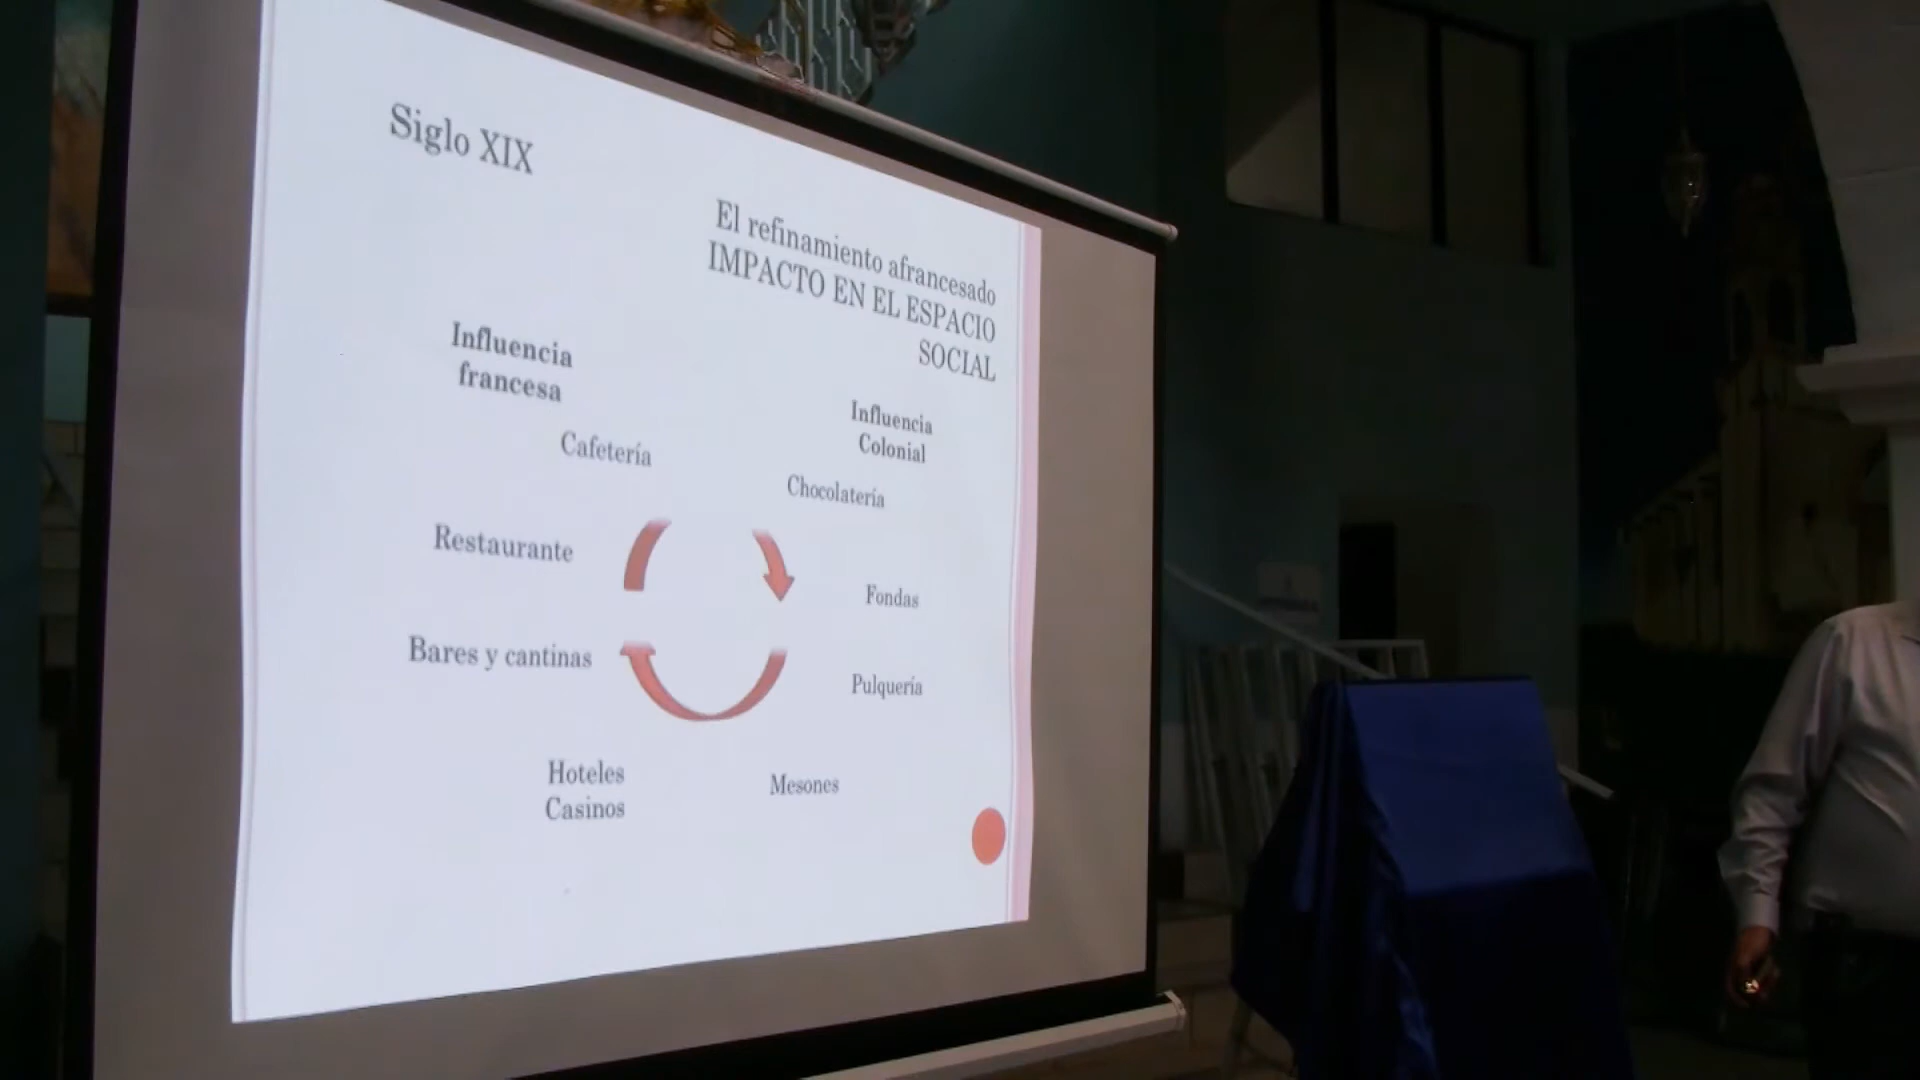 Siglo XIX
El refinamiento afrancesado
IMPACTO EN EL ESPACIO
SOCIAL
Influencia
francesa
Influencia
Colonial
Cafetería
Chocolatería
Restaurante
Fondas
Bares y cantinas
Pulquería
Hoteles
Casinos
Mesones